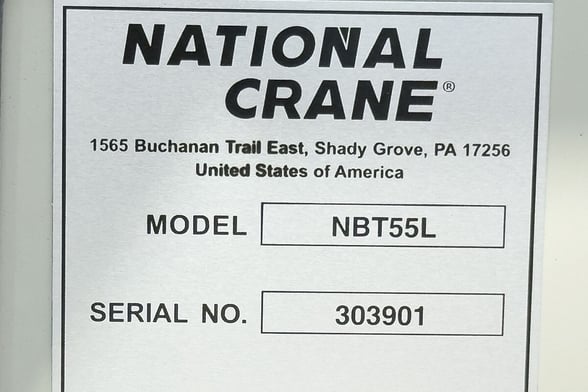 NATIONAL
CRANE®
1565 Buchanan Trail East, Shady Grove, PA 17256
United States of America
MODEL NBT55L
SERIAL NO. 303901